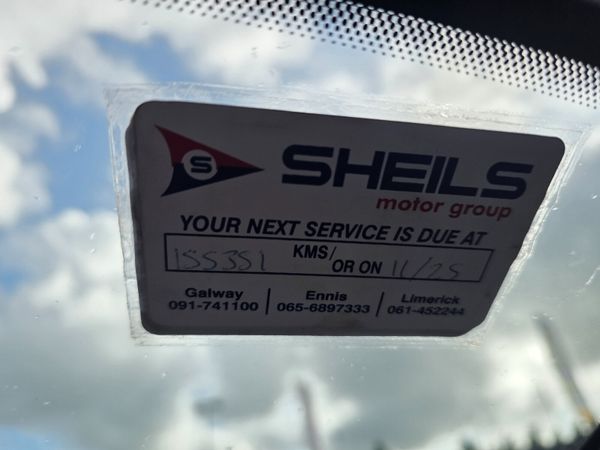 S SHEILS
motor group
YOUR NEXT SERVICE IS DUE AT
155351 KMS/
OR ON 11/25
Galway Ennis Limerick
091-741100 065-6897333 061-452244